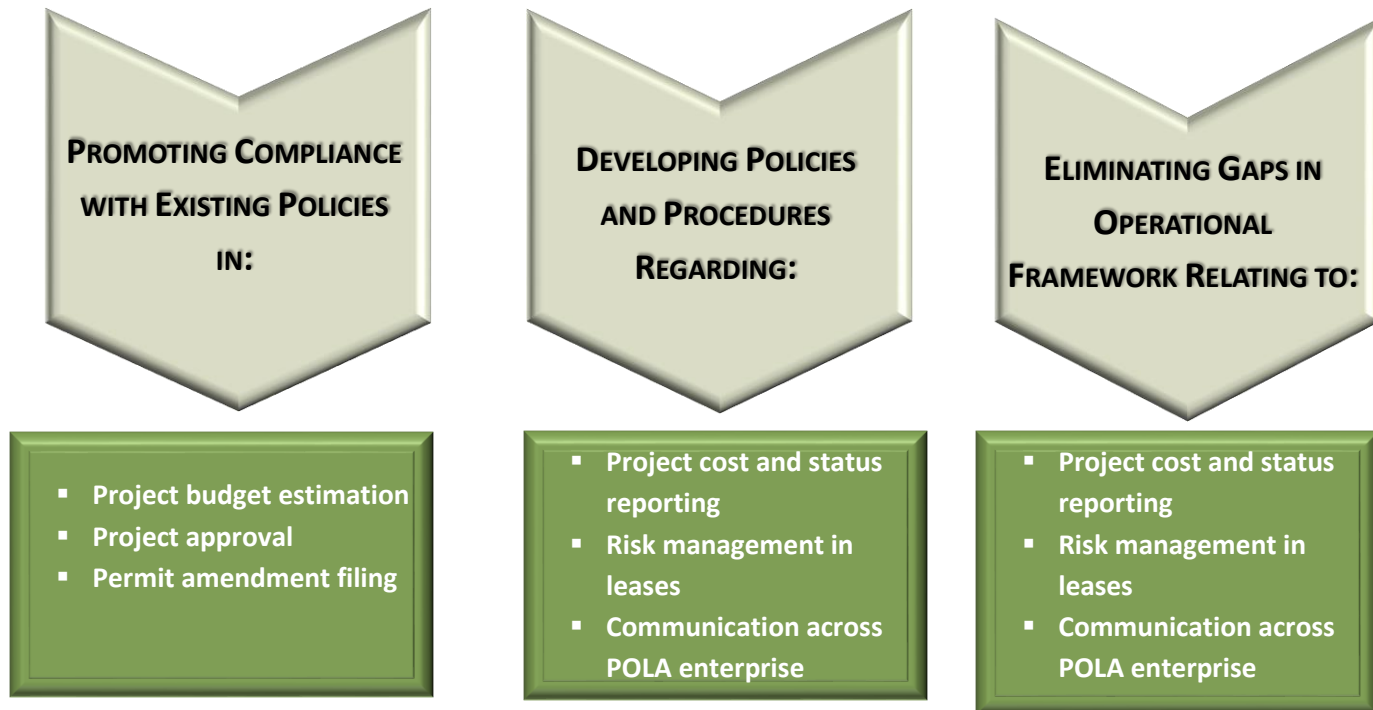 PROMOTING COMPLIANCE
WITH EXISTING POLICIES
IN:
▪ Project budget estimation
▪ Project approval
▪ Permit amendment filing
DEVELOPING POLICIES
AND PROCEDURES
REGARDING:
▪ Project cost and status
reporting
▪ Risk management in
leases
▪ Communication across
POLA enterprise
ELIMINATING GAPS IN
OPERATIONAL
FRAMEWORK RELATING TO:
▪ Project cost and status
reporting
▪ Risk management in
leases
▪ Communication across
POLA enterprise